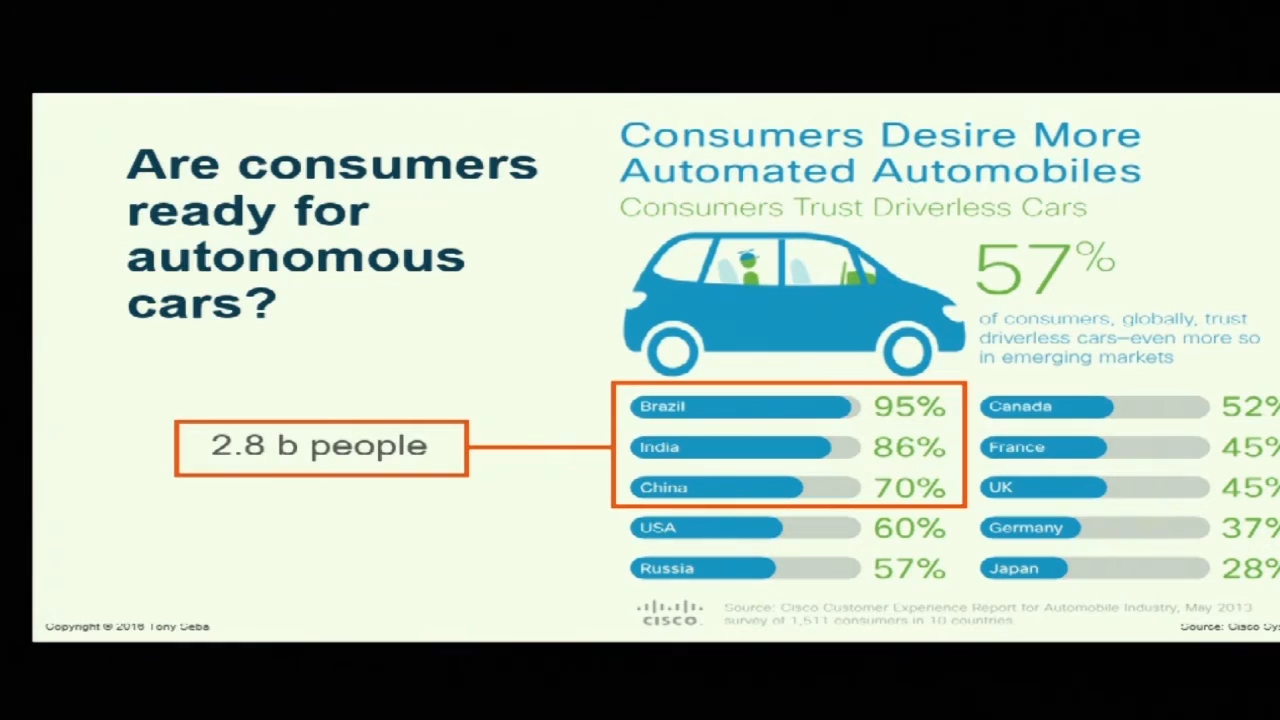 Are consumers
ready for
autonomous
cars?
2.8 b people
Consumers Desire More
Automated Automobiles
Consumers Trust Driverless Cars
57%
of consumers, globally, trust
driverless cars—even more so
in emerging markets
Brazil 95%
India 86%
China 70%
USA 60%
Russia 57%
Canada 52%
France 45%
UK 45%
Germany 37%
Japan 28%
CISCO
Source: Cisco Customer Experience Report for Automobile Industry, May 2013
survey of 1,511 consumers in 10 countries
Copyright © 2016 Tony Seba
Source: Cisco Sy